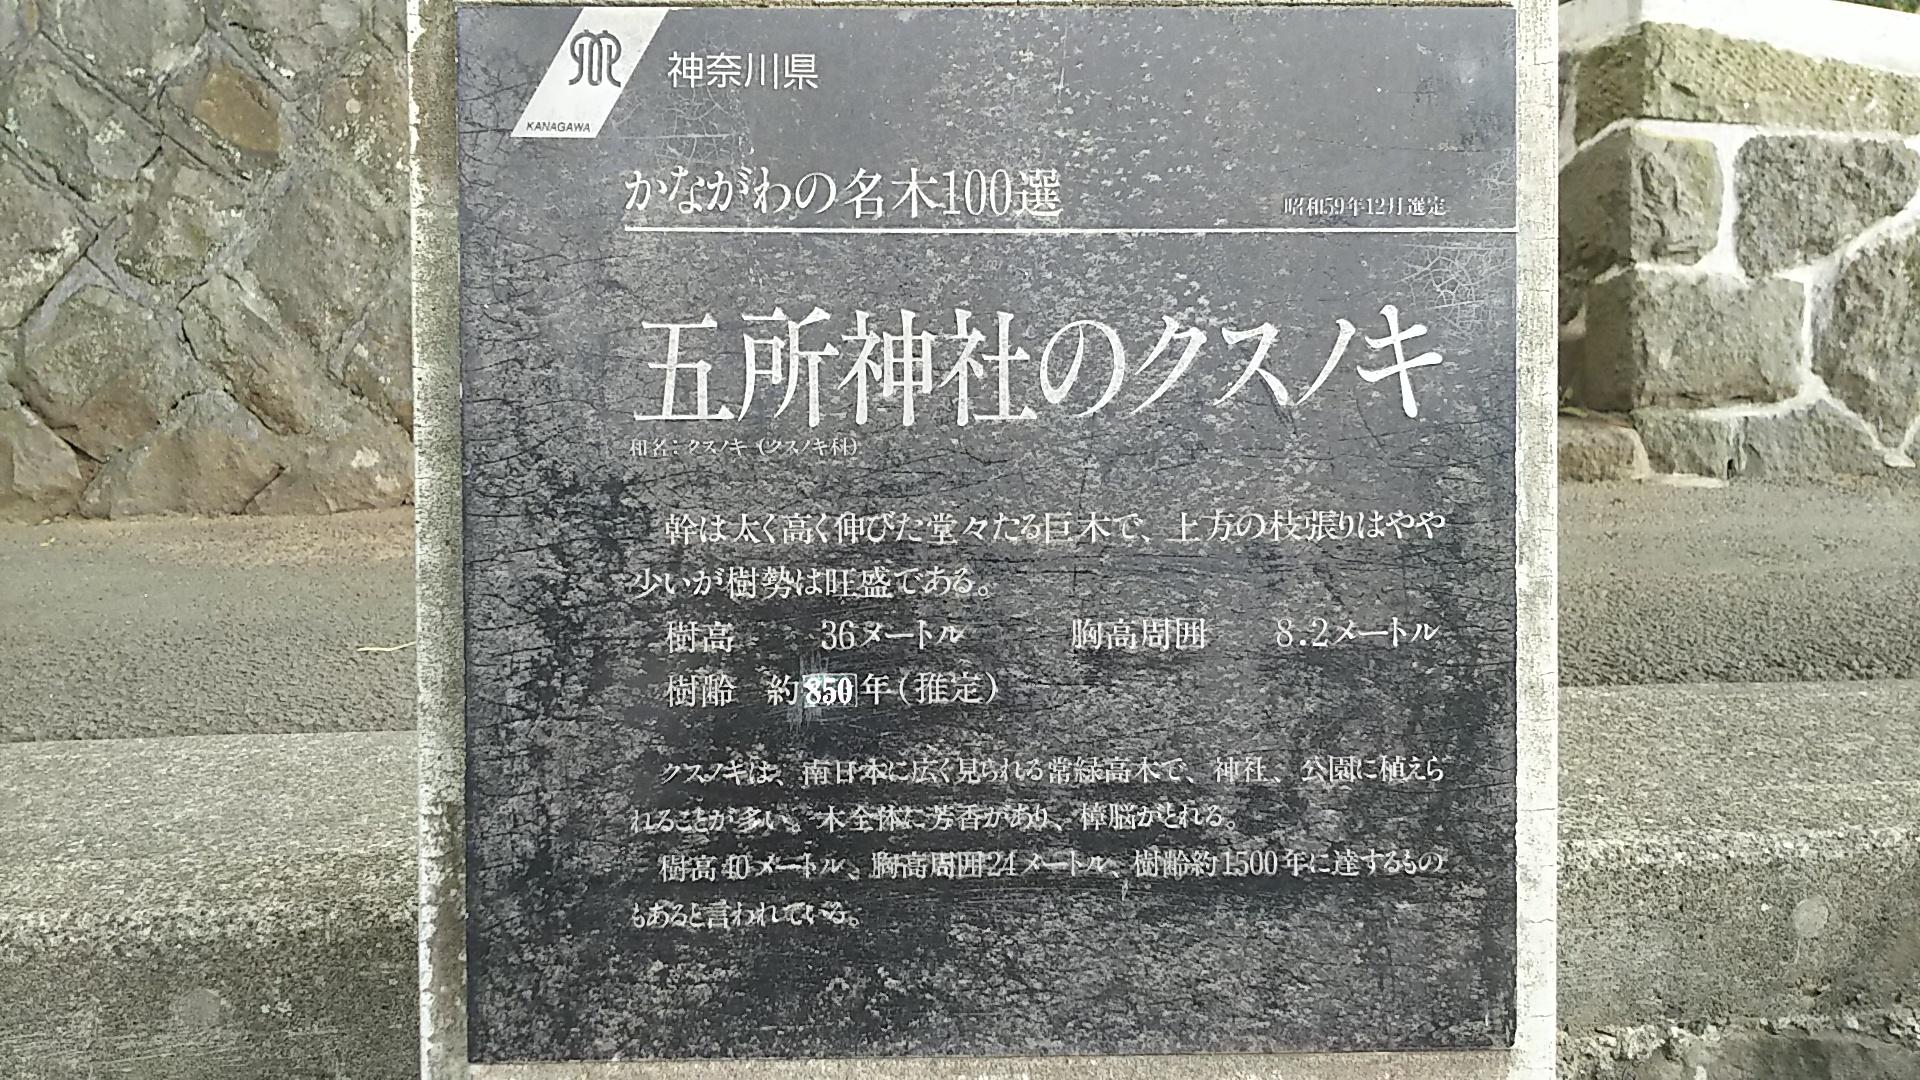 神奈川県
KANAGAWA
かながわの名木100選
昭和59年12月選定
五所神社のクスノキ
和名:クスノキ(クスノキ科)
幹は太く高く伸びた堂々たる巨木で、上方の枝張りはやや
少いが樹勢は旺盛である。
樹高 36メートル 胸高周囲 8.2メートル
樹齢 約850年(推定)
クスノキは、南日本に広く見られる常緑高木で、神社、公園に植えら
れることが多い。木全体に芳香があり、樟脳がとれる。
樹高40メートル、胸高周囲24メートル、樹齢約1500年に達するもの
もあると言われている。